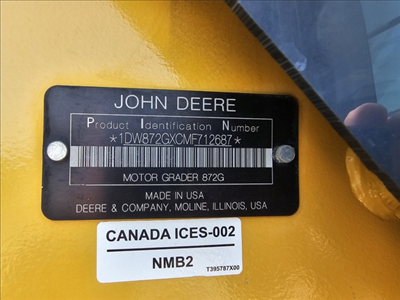 JOHN DEERE
Product Identification Number
*1DW872GXCMF712687*
MOTOR GRADER 872G
MADE IN USA
DEERE & COMPANY, MOLINE, ILLINOIS, USA
CANADA ICES-002
NMB2
T395787X00